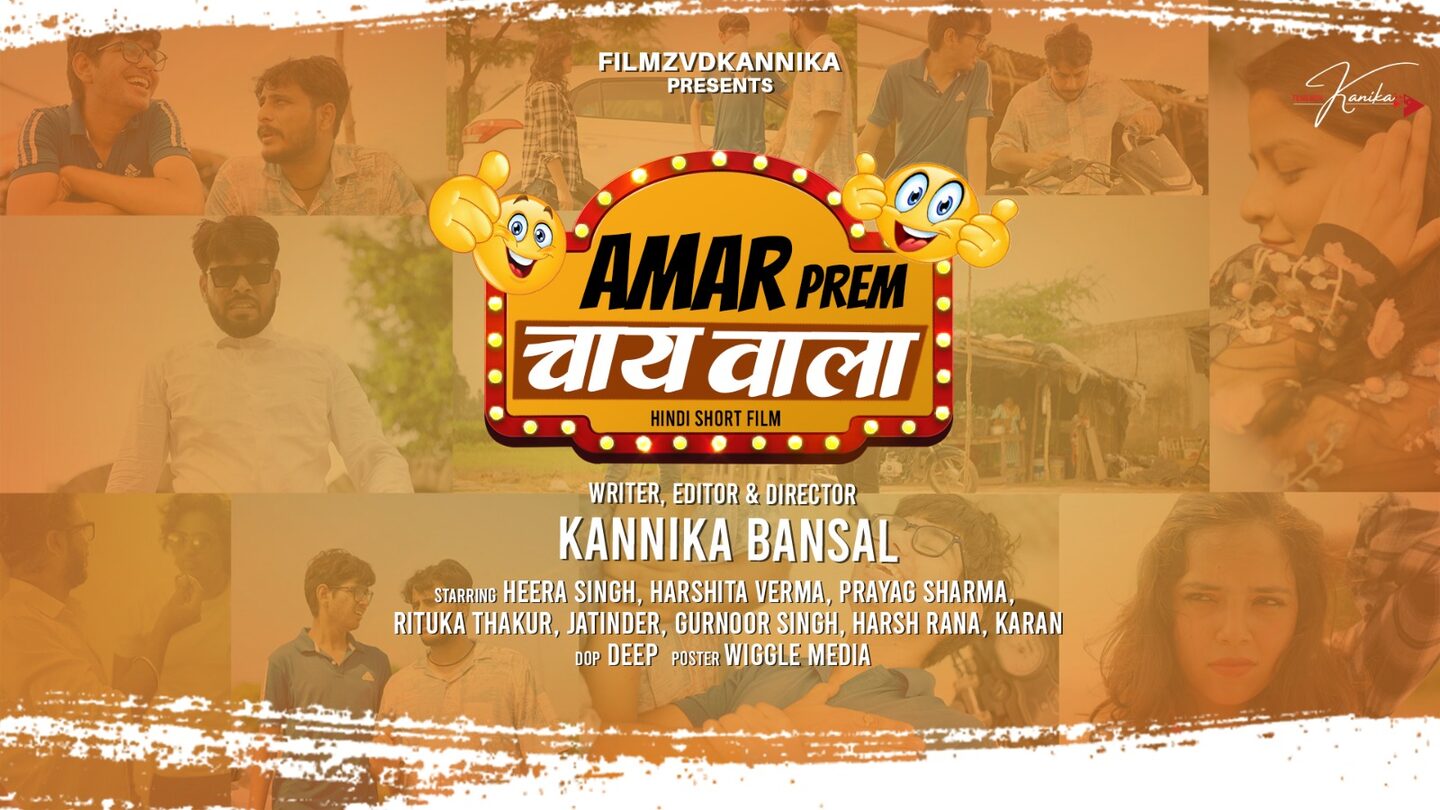 FILMZVDKANNIKA
PRESENTS
Kanika
AMAR PREM
चाय वाला
HINDI SHORT FILM
WRITER, EDITOR & DIRECTOR
KANNIKA BANSAL
STARRING HEERA SINGH, HARSHITA VERMA, PRAYAG SHARMA,
RITUKA THAKUR, JATINDER, GURNOOR SINGH, HARSH RANA, KARAN
DOP DEEP POSTER WIGGLE MEDIA